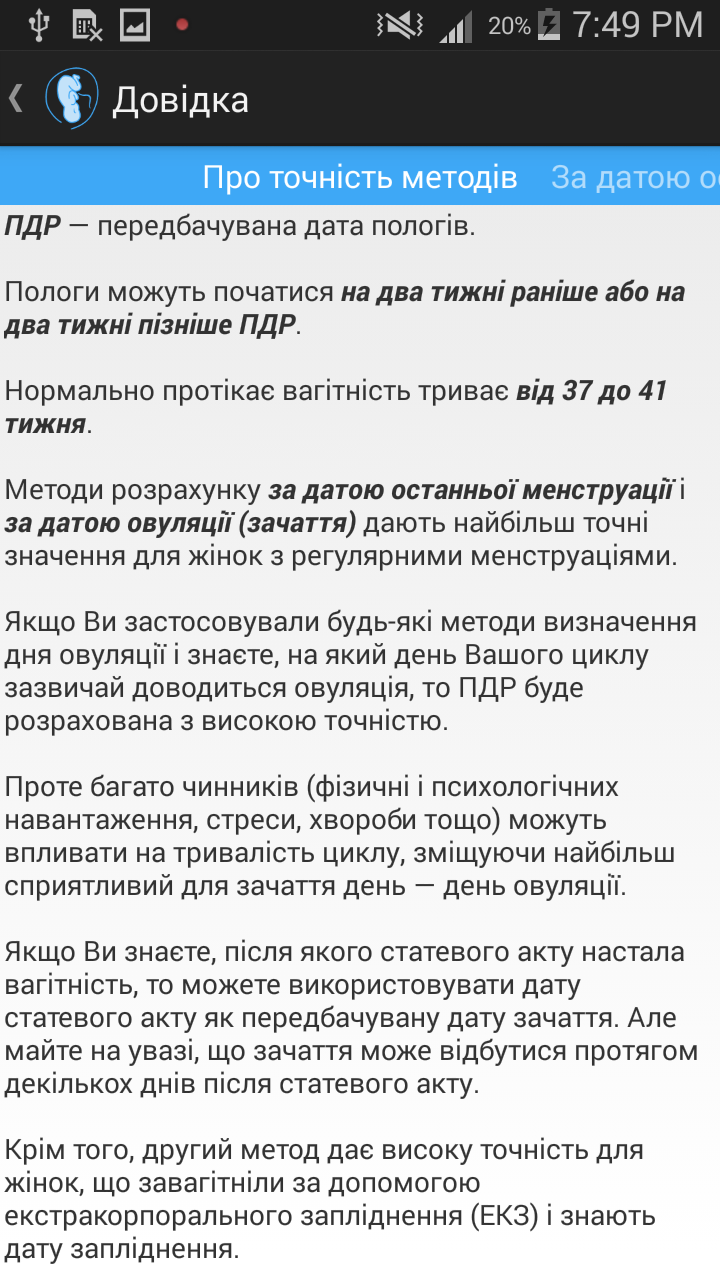 20% 7:49 PM
Довідка
Про точність методів За датою о
ПДР — передбачувана дата пологів.
Пологи можуть початися на два тижні раніше або на
два тижні пізніше ПДР.
Нормально протікає вагітність триває від 37 до 41
тижня.
Методи розрахунку за датою останньої менструації і
за датою овуляції (зачаття) дають найбільш точні
значення для жінок з регулярними менструаціями.
Якщо Ви застосовували будь-які методи визначення
дня овуляції і знаєте, на який день Вашого циклу
зазвичай доводиться овуляція, то ПДР буде
розрахована з високою точністю.
Проте багато чинників (фізичні і психологічних
навантаження, стреси, хвороби тощо) можуть
впливати на тривалість циклу, зміщуючи найбільш
сприятливий для зачаття день — день овуляції.
Якщо Ви знаєте, після якого статевого акту настала
вагітність, то можете використовувати дату
статевого акту як передбачувану дату зачаття. Але
майте на увазі, що зачаття може відбутися протягом
декількох днів після статевого акту.
Крім того, другий метод дає високу точність для
жінок, що завагітніли за допомогою
екстракорпорального запліднення (ЕКЗ) і знають
дату запліднення.